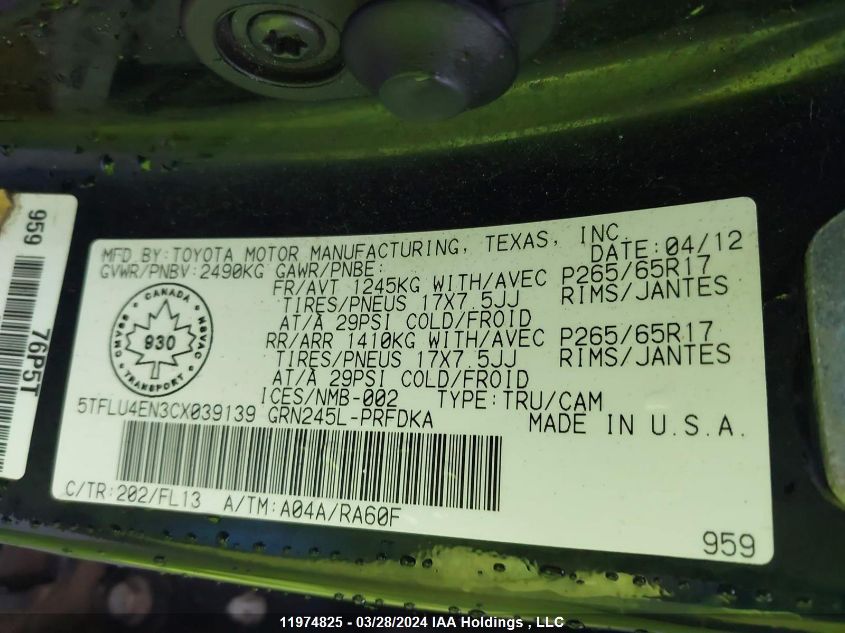 959
76P5T
MFD BY: TOYOTA MOTOR MANUFACTURING, TEXAS, INC.
GVWR/PNBV: 2490KG GAWR/PNBE: DATE: 04/12
FR/AVT 1245KG WITH/AVEC P265/65R17
TIRES/PNEUS 17X7.5JJ RIMS/JANTES
AT/À 29PSI COLD/FROID
RR/ARR 1410KG WITH/AVEC P265/65R17
TIRES/PNEUS 17X7.5JJ RIMS/JANTES
AT/À 29PSI COLD/FROID
ICES/NMB-002 TYPE: TRU/CAM
CANADA
CMVSS
NSVAC
930
5TFLU4EN3CX039139 GRN245L-PRFDKA MADE IN U.S.A.
C/TR: 202/FL13 A/TM: A04A/RA60F
959
11974825 - 03/28/2024 IAA Holdings , LLC